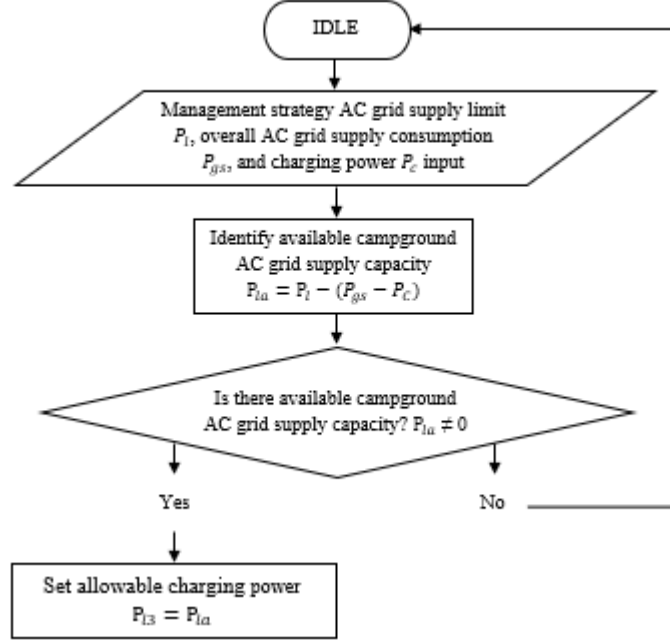 IDLE
Management strategy AC grid supply limit
P_l, overall AC grid supply consumption
P_gs, and charging power P_c input
Identify available campground
AC grid supply capacity
P_la = P_l − (P_gs − P_C)
Is there available campground
AC grid supply capacity? P_la ≠ 0
Yes
No
Set allowable charging power
P_l3 = P_la